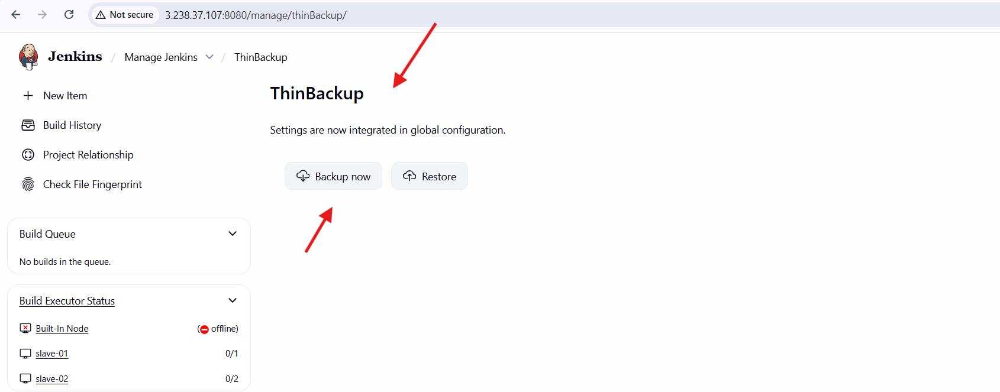 Not secure 3.238.37.107:8080/manage/thinBackup/
Jenkins / Manage Jenkins / ThinBackup
New Item
Build History
Project Relationship
Check File Fingerprint
Build Queue
No builds in the queue.
Build Executor Status
Built-In Node (offline)
slave-01 0/1
slave-02 0/2
ThinBackup
Settings are now integrated in global configuration.
Backup now Restore